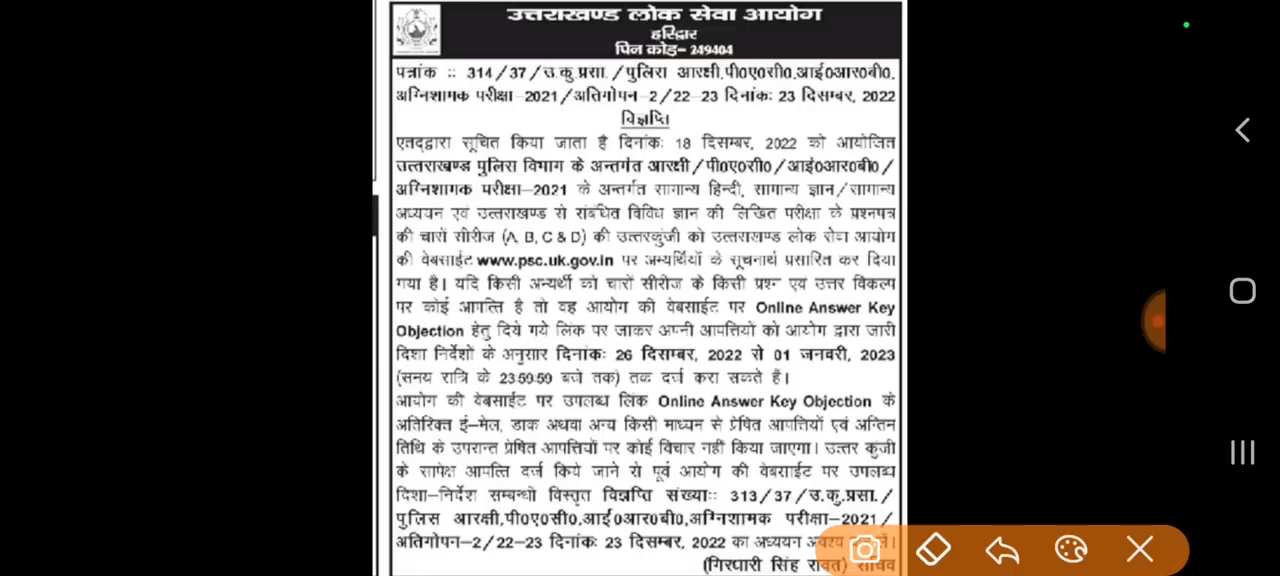 उत्तराखण्ड लोक सेवा आयोग
हरिद्वार
पिन कोड़– 249404
पत्रांक :: 314/37/उ.कु.प्रसा./पुलिस आरक्षी.पी0ए0सी0.आई0आर0बी0.
अग्निशामक परीक्षा–2021/अतिगोपन–2/22–23 दिनांकः 23 दिसम्बर, 2022
विज्ञप्ति
एतद्द्वारा सूचित किया जाता है दिनांकः 18 दिसम्बर, 2022 को आयोजित
उत्तराखण्ड पुलिस विभाग के अन्तर्गत आरक्षी/पी0ए0सी0/आई0आर0बी0/
अग्निशामक परीक्षा–2021 के अन्तर्गत सामान्य हिन्दी, सामान्य ज्ञान/सामान्य
अध्ययन एवं उत्तराखण्ड से संबंधित विविध ज्ञान की लिखित परीक्षा के प्रश्नपत्र
की चारों सीरीज (A, B, C & D) की उत्तरकुंजी को उत्तराखण्ड लोक सेवा आयोग
की वेबसाईट www.psc.uk.gov.in पर अभ्यर्थियों के सूचनार्थ प्रसारित कर दिया
गया है। यदि किसी अभ्यर्थी को चारों सीरीज के किसी प्रश्न एवं उत्तर विकल्प
पर कोई आपत्ति है तो वह आयोग की वेबसाईट पर Online Answer Key
Objection हेतु दिये गये लिंक पर जाकर अपनी आपत्तियों को आयोग द्वारा जारी
दिशा निर्देशों के अनुसार दिनांकः 26 दिसम्बर, 2022 से 01 जनवरी, 2023
(समय रात्रि के 23:59:59 बजे तक) तक दर्ज करा सकते हैं।
आयोग की वेबसाईट पर उपलब्ध लिंक Online Answer Key Objection के
अतिरिक्त ई–मेल, डाक अथवा अन्य किसी माध्यम से प्रेषित आपत्तियों एवं अन्तिम
तिथि के उपरान्त प्रेषित आपत्तियों पर कोई विचार नहीं किया जाएगा। उत्तर कुंजी
के सापेक्ष आपत्ति दर्ज किये जाने से पूर्व आयोग की वेबसाईट पर उपलब्ध
दिशा–निर्देश सम्बन्धी विस्तृत विज्ञप्ति संख्याः: 313/37/उ.कु.प्रसा./
पुलिस आरक्षी,पी0ए0सी0,आई0आर0बी0,अग्निशामक परीक्षा–2021/
अतिगोपन–2/22–23 दिनांकः 23 दिसम्बर, 2022 का अध्ययन अवश्य
(गिरधारी सिंह रावत) सचिव